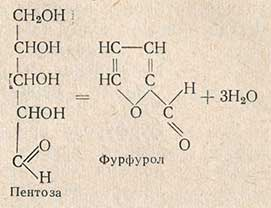 CH₂OH
CHOH HC—CH
CHOH HC C H
CHOH = O C + 3H₂O
C O O
H Фурфурол
Пентоза